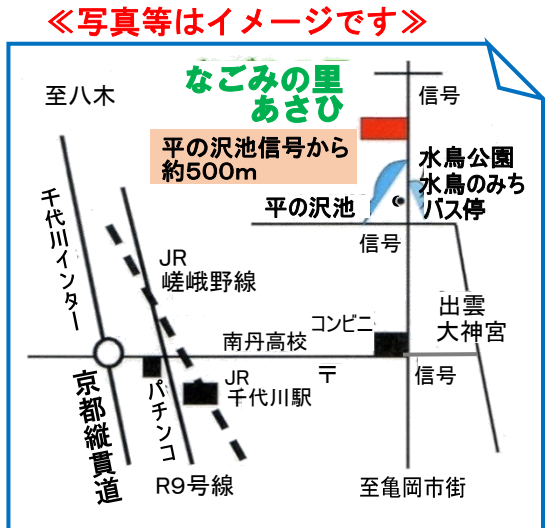 ≪写真等はイメージです≫
なごみの里
あさひ
至八木
信号
平の沢池信号から
約500m
水鳥公園
水鳥のみち
バス停
平の沢池
千代川インター
信号
JR
嵯峨野線
出雲
大神宮
コンビニ
南丹高校
〒
信号
京都縦貫道
パチンコ
JR
千代川駅
R9号線
至亀岡市街